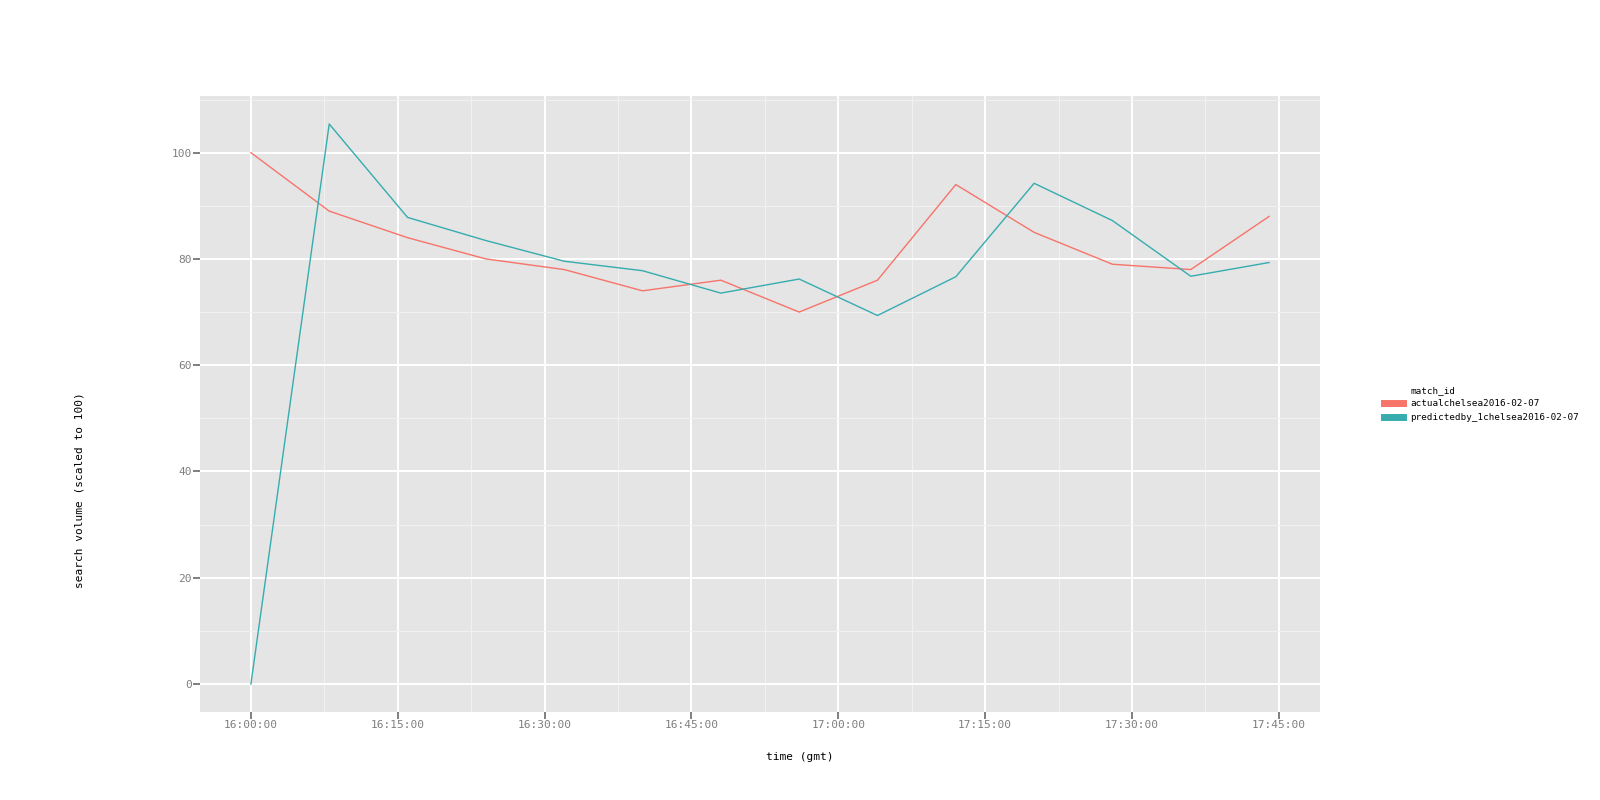 100
80
60
40
20
0
search volume (scaled to 100)
16:00:00 16:15:00 16:30:00 16:45:00 17:00:00 17:15:00 17:30:00 17:45:00
time (gmt)
match_id
actualchelsea2016-02-07
predictedby_1chelsea2016-02-07